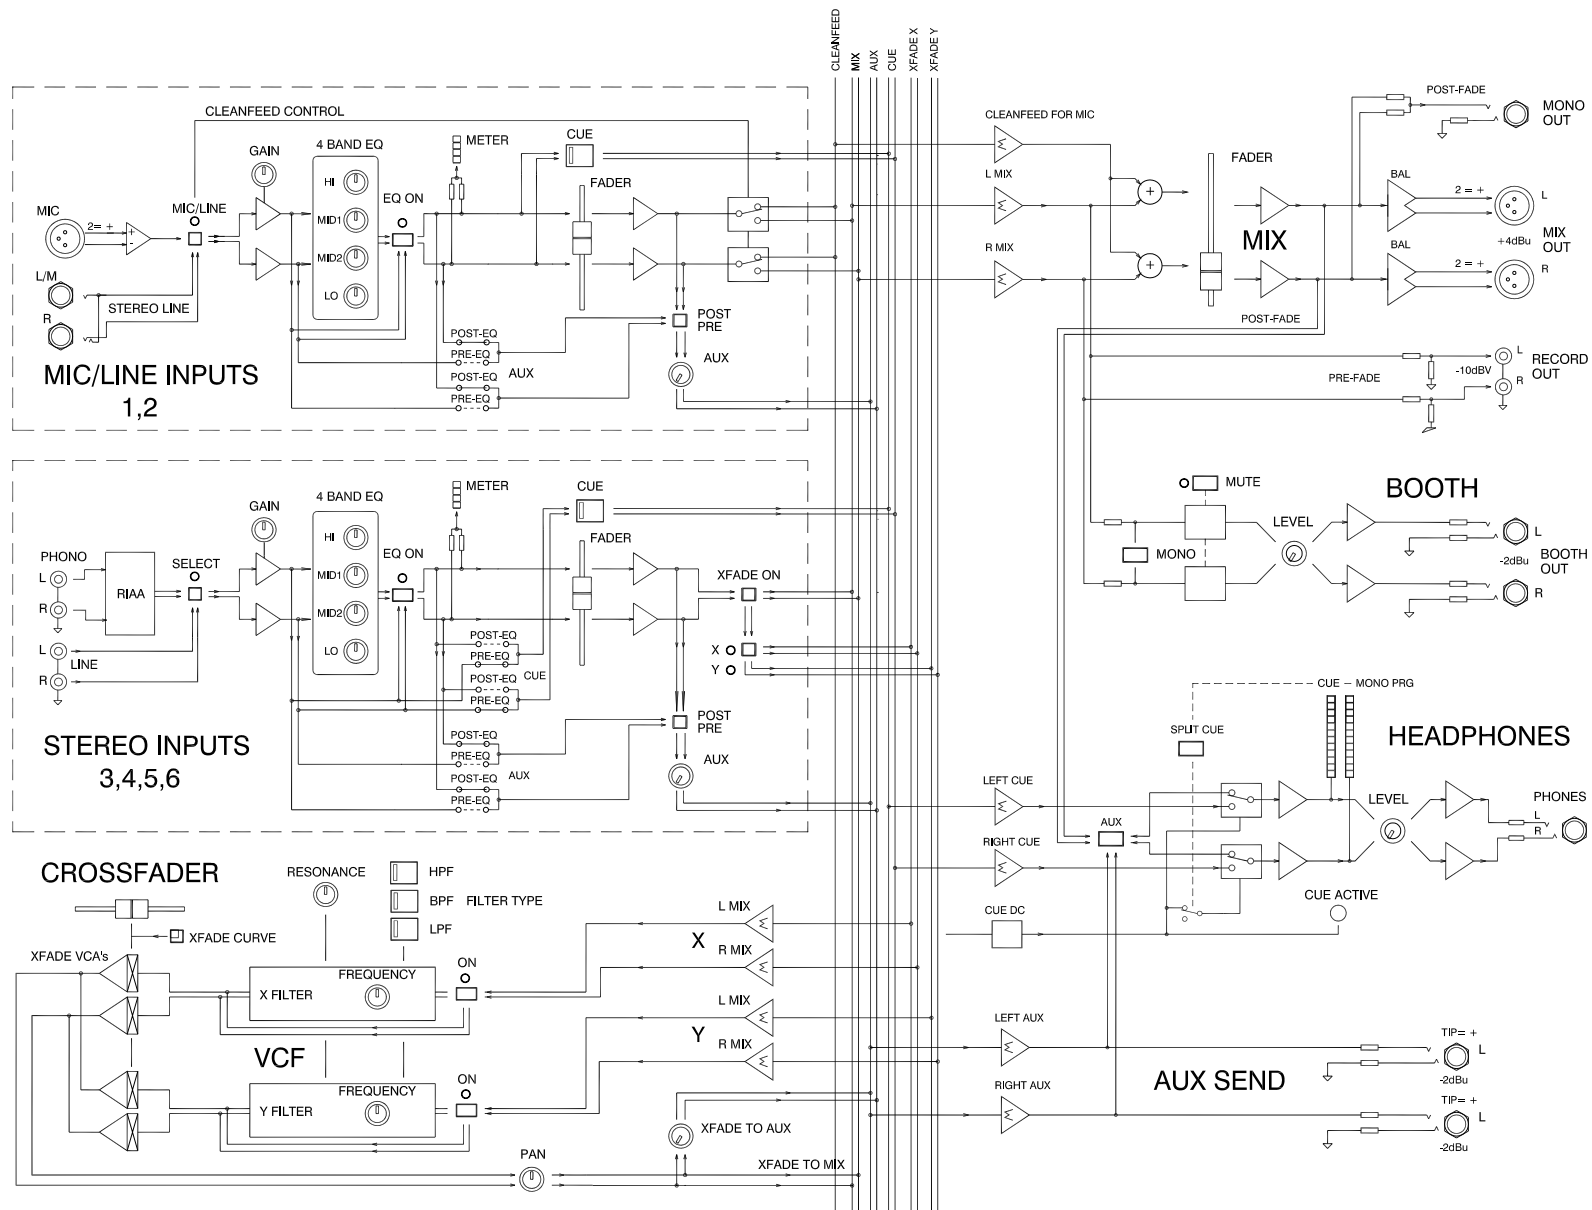 CLEANFEED
MIX
AUX
CUE
XFADE X
XFADE Y
CLEANFEED CONTROL
GAIN
4 BAND EQ
HI
MID1
MID2
LO
METER
CUE
FADER
EQ ON
MIC/LINE
MIC
2= +
+
-
L/M
R
STEREO LINE
POST-EQ
PRE-EQ
POST-EQ
PRE-EQ
AUX
POST
PRE
AUX
MIC/LINE INPUTS
1,2
GAIN
4 BAND EQ
HI
MID1
MID2
LO
METER
CUE
FADER
EQ ON
XFADE ON
PHONO
L
R
RIAA
SELECT
L
LINE
R
POST-EQ
PRE-EQ
CUE
POST-EQ
PRE-EQ
X
Y
POST
PRE
AUX
POST-EQ
PRE-EQ
AUX
POST-EQ
PRE-EQ
STEREO INPUTS
3,4,5,6
CROSSFADER
RESONANCE
HPF
BPF
FILTER TYPE
LPF
XFADE CURVE
XFADE VCA's
X FILTER
FREQUENCY
ON
L MIX
X
R MIX
VCF
L MIX
Y
R MIX
Y FILTER
FREQUENCY
ON
XFADE TO AUX
PAN
XFADE TO MIX
CLEANFEED FOR MIC
Σ
L MIX
Σ
R MIX
Σ
+
+
FADER
MIX
POST-FADE
POST-FADE
MONO
OUT
BAL
2 = +
L
MIX
OUT
+4dBu
BAL
2 = +
R
PRE-FADE
-10dBV
L
R
RECORD
OUT
MUTE
BOOTH
MONO
LEVEL
L
-2dBu
BOOTH
OUT
R
CUE – MONO PRG
SPLIT CUE
HEADPHONES
LEFT CUE
Σ
AUX
LEVEL
PHONES
L
R
RIGHT CUE
Σ
CUE ACTIVE
CUE DC
LEFT AUX
Σ
TIP= +
L
-2dBu
AUX SEND
RIGHT AUX
Σ
TIP= +
L
-2dBu
Σ
Σ
Σ
Σ